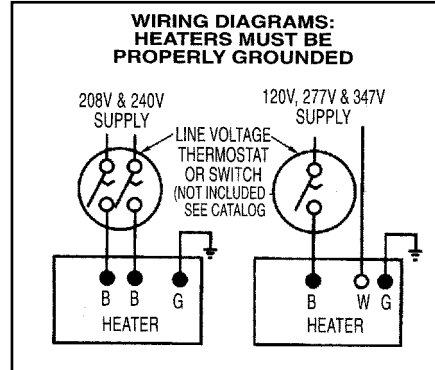 WIRING DIAGRAMS:
HEATERS MUST BE
PROPERLY GROUNDED
208V & 240V
SUPPLY
120V, 277V & 347V
SUPPLY
LINE VOLTAGE
THERMOSTAT
OR SWITCH
(NOT INCLUDED
SEE CATALOG
B B G
HEATER
B W G
HEATER